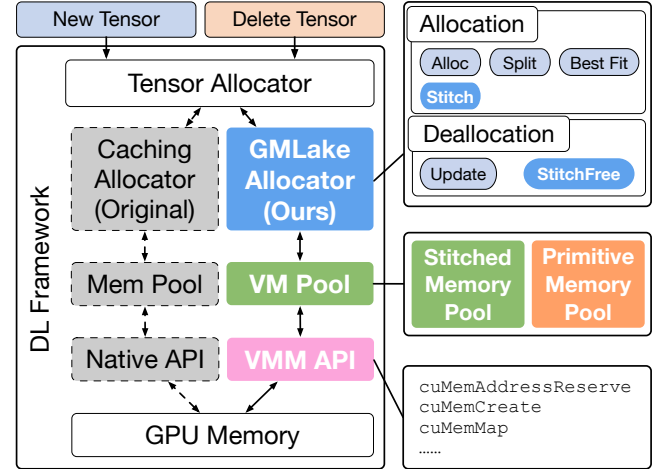 New Tensor
Delete Tensor
DL Framework
Tensor Allocator
Caching
Allocator
(Original)
GMLake
Allocator
(Ours)
Mem Pool
VM Pool
Native API
VMM API
GPU Memory
Allocation
Alloc
Split
Best Fit
Stitch
Deallocation
Update
StitchFree
Stitched
Memory
Pool
Primitive
Memory
Pool
cuMemAddressReserve
cuMemCreate
cuMemMap
......